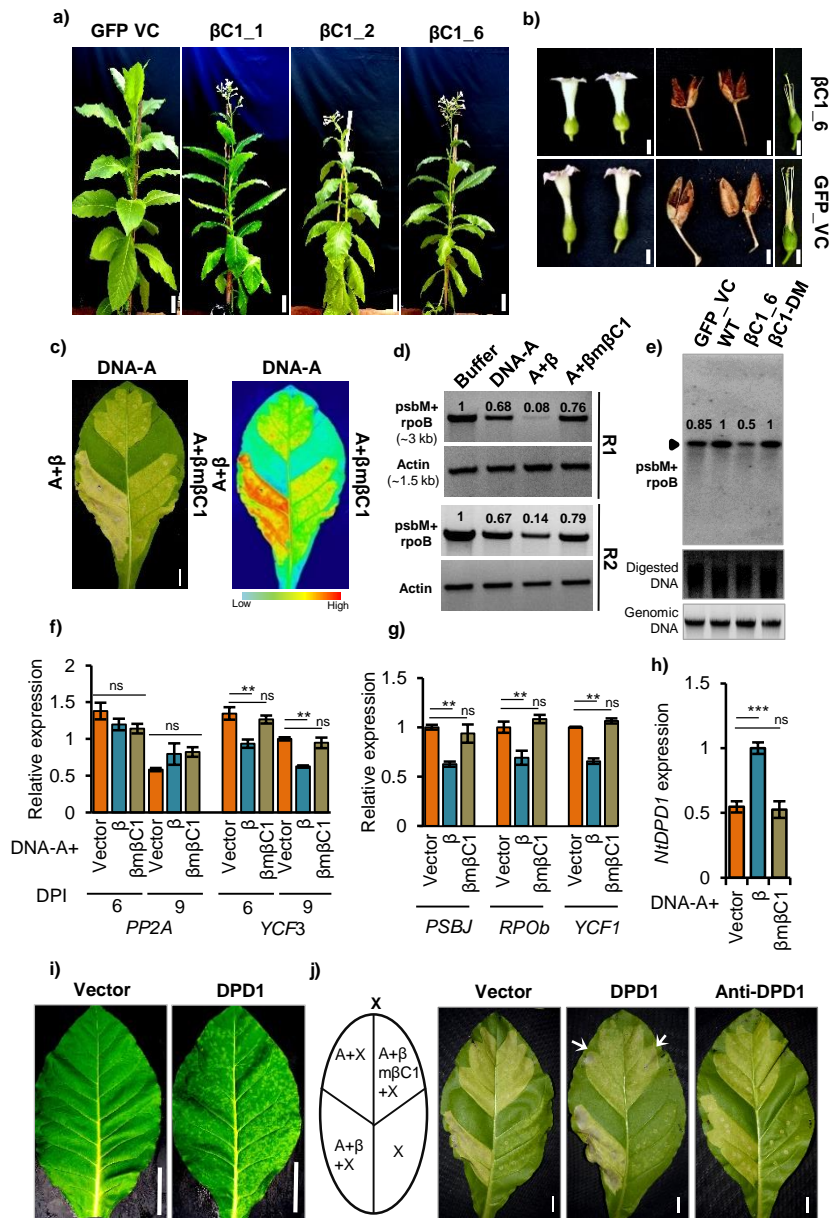 a)
GFP VC βC1_1 βC1_2 βC1_6
b)
βC1_6
GFP_VC
c)
DNA-A DNA-A
A+β
A+βmβC1
A+β
A+βmβC1
Low High
d)
Buffer DNA-A A+β A+βmβC1
psbM+
rpoB
(~3 kb)
1 0.68 0.08 0.76
Actin
(~1.5 kb)
R1
psbM+
rpoB
1 0.67 0.14 0.79
Actin
R2
e)
GFP_VC WT βC1_6 βC1-DM
0.85 1 0.5 1
psbM+
rpoB
Digested
DNA
Genomic
DNA
f)
Relative expression
2
1.5
1
0.5
0
ns
ns
** ns
** ns
DNA-A+
Vector β βmβC1 Vector β βmβC1 Vector β βmβC1 Vector β βmβC1
DPI
6 9 6 9
PP2A YCF3
g)
Relative expression
1.5
1
0.5
0
** ns
** ns
** ns
Vector β βmβC1 Vector β βmβC1 Vector β βmβC1
PSBJ RPOb YCF1
h)
NtDPD1 expression
1.5
1
0.5
0
*** ns
DNA-A+
Vector β βmβC1
i)
Vector DPD1
j)
X
A+X
A+β
mβC1
+X
A+β
+X
X
Vector DPD1 Anti-DPD1